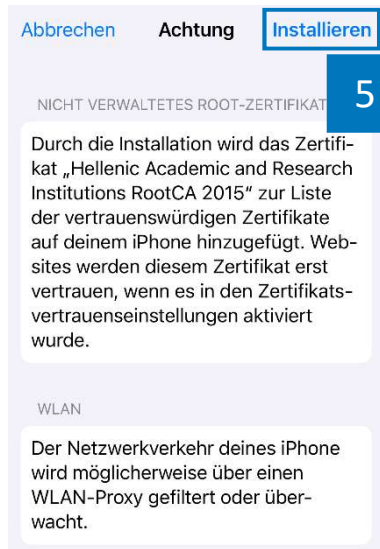 Abbrechen Achtung Installieren
5
NICHT VERWALTETES ROOT-ZERTIFIKAT
Durch die Installation wird das Zertifi-
kat „Hellenic Academic and Research
Institutions RootCA 2015“ zur Liste
der vertrauenswürdigen Zertifikate
auf deinem iPhone hinzugefügt. Web-
sites werden diesem Zertifikat erst
vertrauen, wenn es in den Zertifikats-
vertrauenseinstellungen aktiviert
wurde.
WLAN
Der Netzwerkverkehr deines iPhone
wird möglicherweise über einen
WLAN-Proxy gefiltert oder über-
wacht.